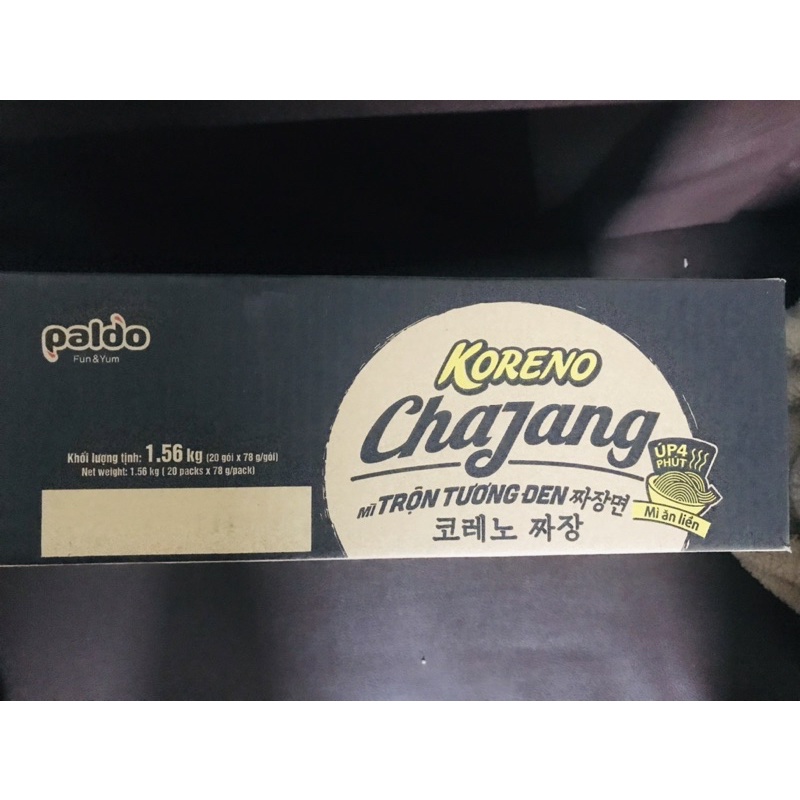 paldo
Fun&Yum
KORENO
ChaJang
Khối lượng tịnh: 1.56 kg (20 gói x 78 g/gói)
Net weight: 1.56 kg ( 20 packs x 78 g/pack)
ÚP 4
PHÚT
MÌ TRỘN TƯƠNG ĐEN 짜장면
Mì ăn liền
코레노 짜장